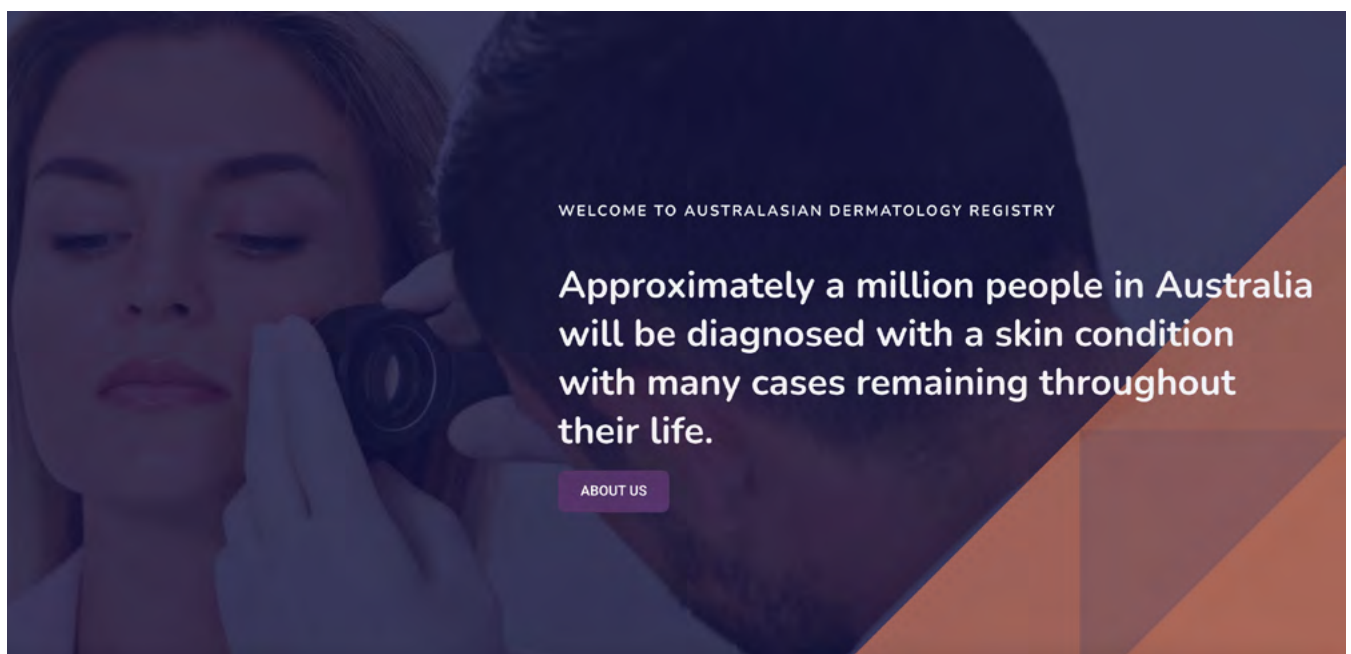 WELCOME TO AUSTRALASIAN DERMATOLOGY REGISTRY
Approximately a million people in Australia
will be diagnosed with a skin condition
with many cases remaining throughout
their life.
ABOUT US